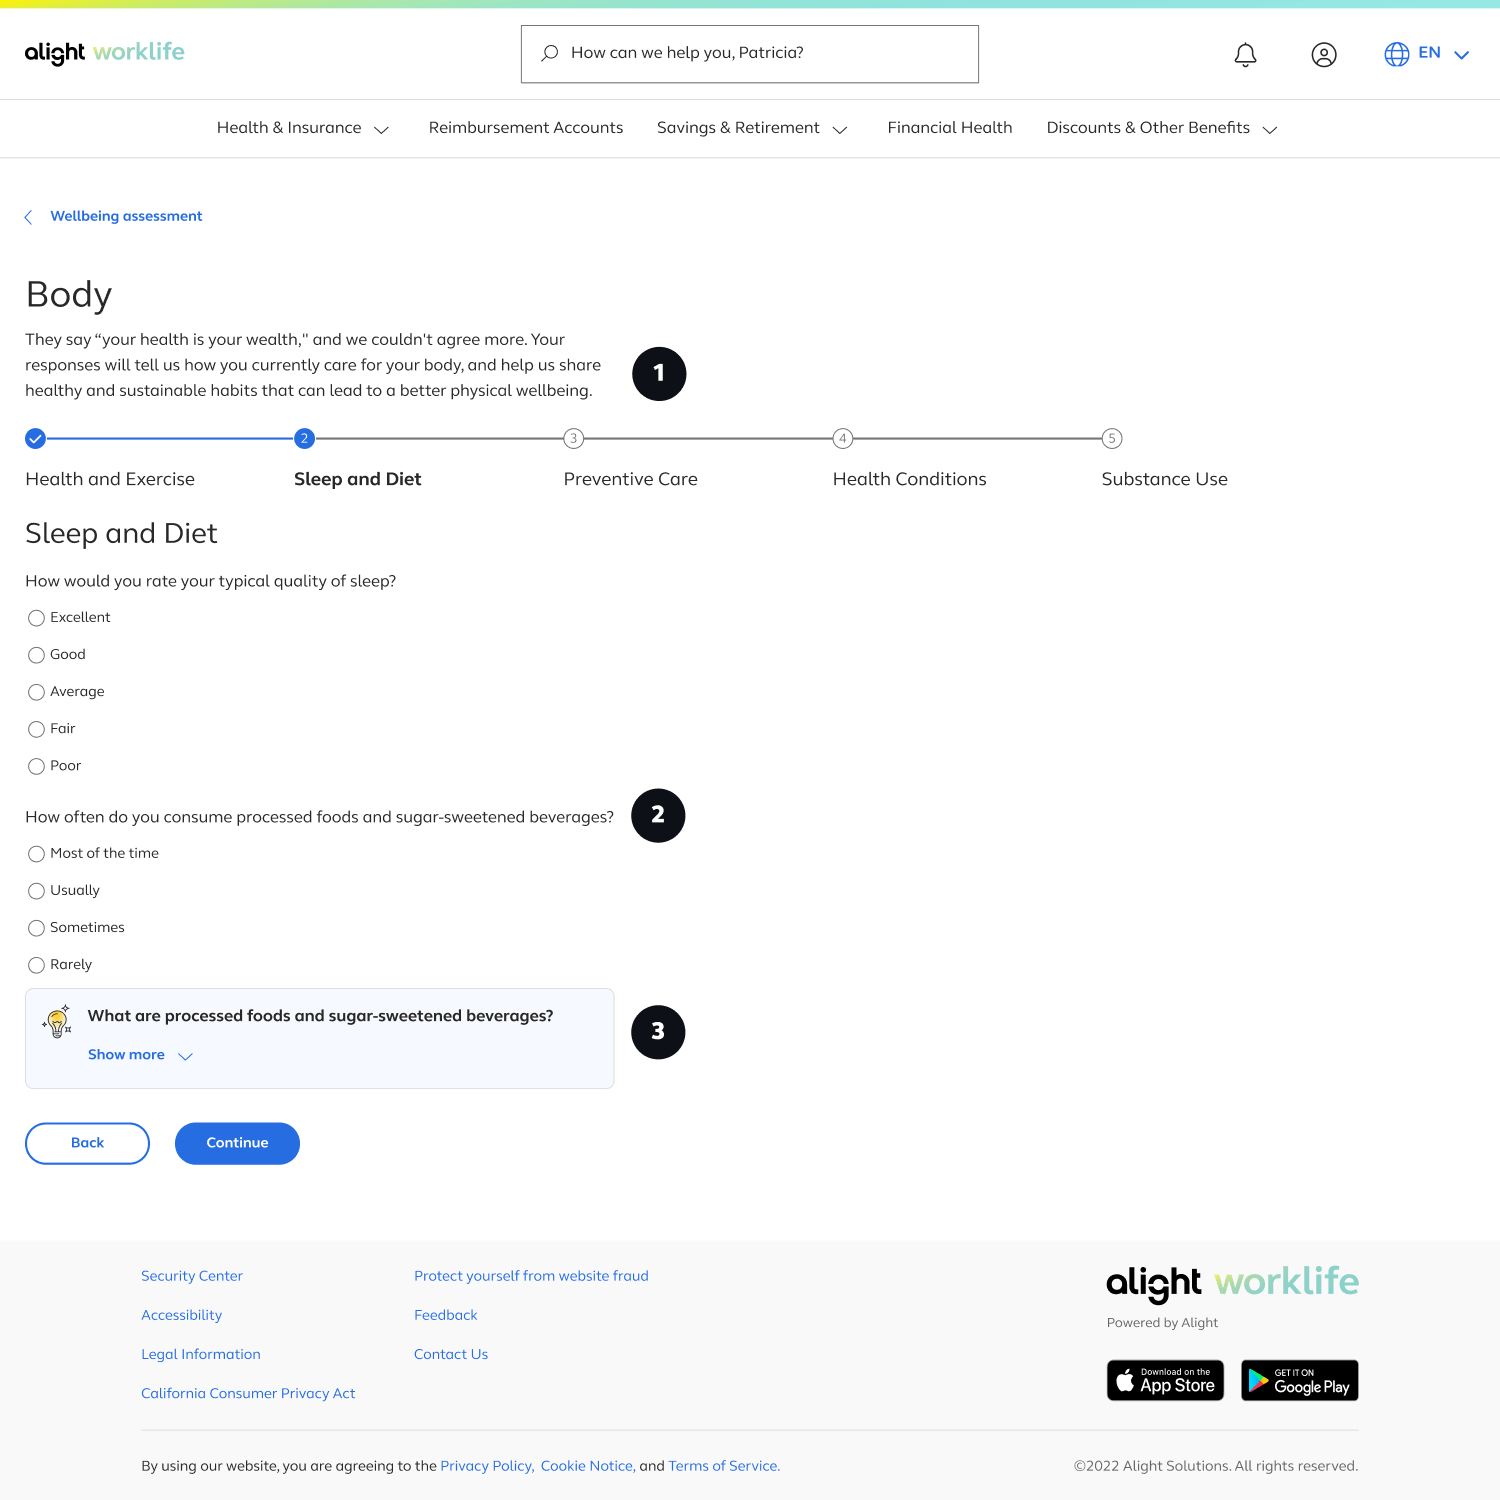 alight worklife
How can we help you, Patricia?
EN
Health & Insurance
Reimbursement Accounts
Savings & Retirement
Financial Health
Discounts & Other Benefits
Wellbeing assessment
Body
They say “your health is your wealth," and we couldn't agree more. Your
responses will tell us how you currently care for your body, and help us share
healthy and sustainable habits that can lead to a better physical wellbeing.
1
2
3
4
5
Health and Exercise
Sleep and Diet
Preventive Care
Health Conditions
Substance Use
Sleep and Diet
How would you rate your typical quality of sleep?
Excellent
Good
Average
Fair
Poor
How often do you consume processed foods and sugar-sweetened beverages?
2
Most of the time
Usually
Sometimes
Rarely
What are processed foods and sugar-sweetened beverages?
Show more
3
Back
Continue
Security Center
Accessibility
Legal Information
California Consumer Privacy Act
Protect yourself from website fraud
Feedback
Contact Us
alight worklife
Powered by Alight
Download on the
App Store
GET IT ON
Google Play
By using our website, you are agreeing to the Privacy Policy, Cookie Notice, and Terms of Service.
©2022 Alight Solutions. All rights reserved.